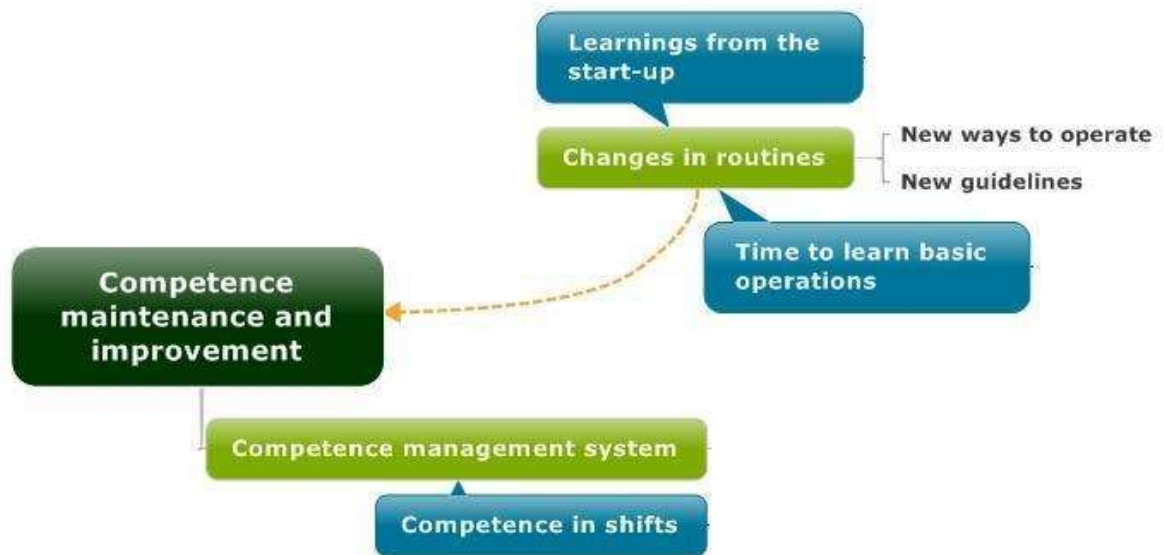 Learnings from the
start-up
Changes in routines
New ways to operate
New guidelines
Time to learn basic
operations
Competence
maintenance and
improvement
Competence management system
Competence in shifts